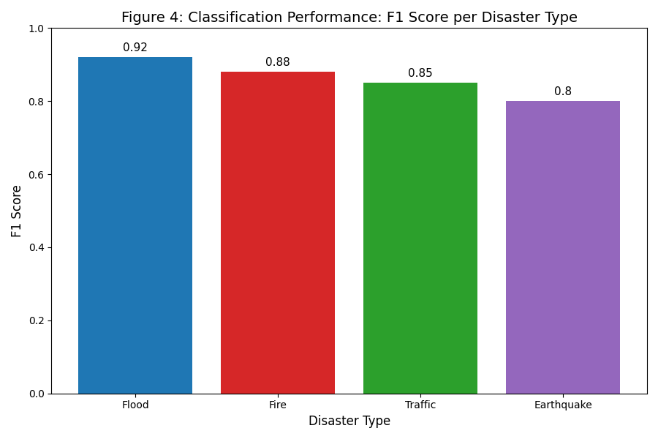 Figure 4: Classification Performance: F1 Score per Disaster Type
F1 Score
1.0
0.8
0.6
0.4
0.2
0.0
0.92
0.88
0.85
0.8
Flood
Fire
Traffic
Earthquake
Disaster Type